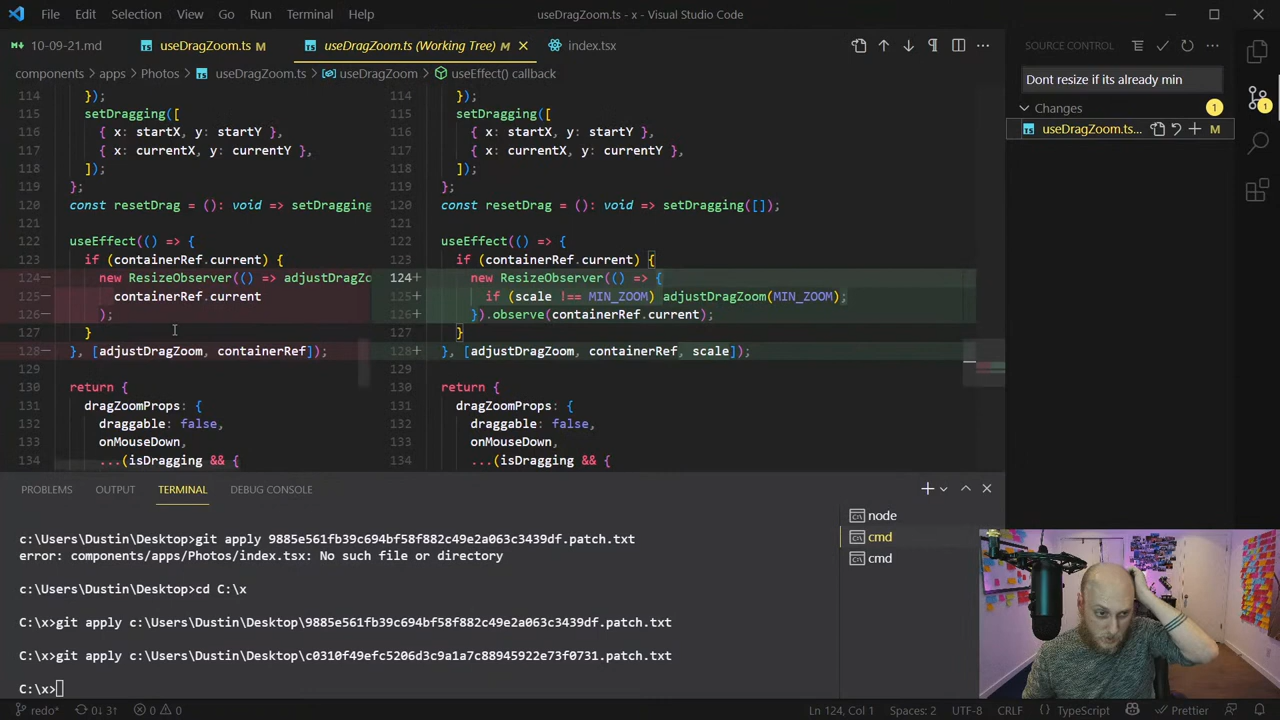 File Edit Selection View Go Run Terminal Help
useDragZoom.ts - x - Visual Studio Code
10-09-21.md
useDragZoom.ts M
useDragZoom.ts (Working Tree) M
index.tsx
SOURCE CONTROL
components > apps > Photos > useDragZoom.ts > useDragZoom > useEffect() callback
Dont resize if its already min
Changes 1
useDragZoom.ts... M
1
114 });
115 setDragging([
116 { x: startX, y: startY },
117 { x: currentX, y: currentY },
118 ]);
119 };
120 const resetDrag = (): void => setDragging
121
122 useEffect(() => {
123 if (containerRef.current) {
124— new ResizeObserver(() => adjustDragZo
125— containerRef.current
126— );
127 }
128— }, [adjustDragZoom, containerRef]);
129
130 return {
131 dragZoomProps: {
132 draggable: false,
133 onMouseDown,
134 ...(isDragging && {
114 });
115 setDragging([
116 { x: startX, y: startY },
117 { x: currentX, y: currentY },
118 ]);
119 };
120 const resetDrag = (): void => setDragging([]);
121
122 useEffect(() => {
123 if (containerRef.current) {
124+ new ResizeObserver(() => {
125+ if (scale !== MIN_ZOOM) adjustDragZoom(MIN_ZOOM);
126+ }).observe(containerRef.current);
127 }
128+ }, [adjustDragZoom, containerRef, scale]);
129
130 return {
131 dragZoomProps: {
132 draggable: false,
133 onMouseDown,
134 ...(isDragging && {
PROBLEMS OUTPUT TERMINAL DEBUG CONSOLE
c:\Users\Dustin\Desktop>git apply 9885e561fb39c694bf58f882c49e2a063c3439df.patch.txt
error: components/apps/Photos/index.tsx: No such file or directory
c:\Users\Dustin\Desktop>cd C:\x
C:\x>git apply c:\Users\Dustin\Desktop\9885e561fb39c694bf58f882c49e2a063c3439df.patch.txt
C:\x>git apply c:\Users\Dustin\Desktop\c0310f49efc5206d3c9a1a7c88945922e73f0731.patch.txt
C:\x>
node
cmd
cmd
redo* 0↓ 31↑ 0 0
Ln 124, Col 1 Spaces: 2 UTF-8 CRLF TypeScript Prettier